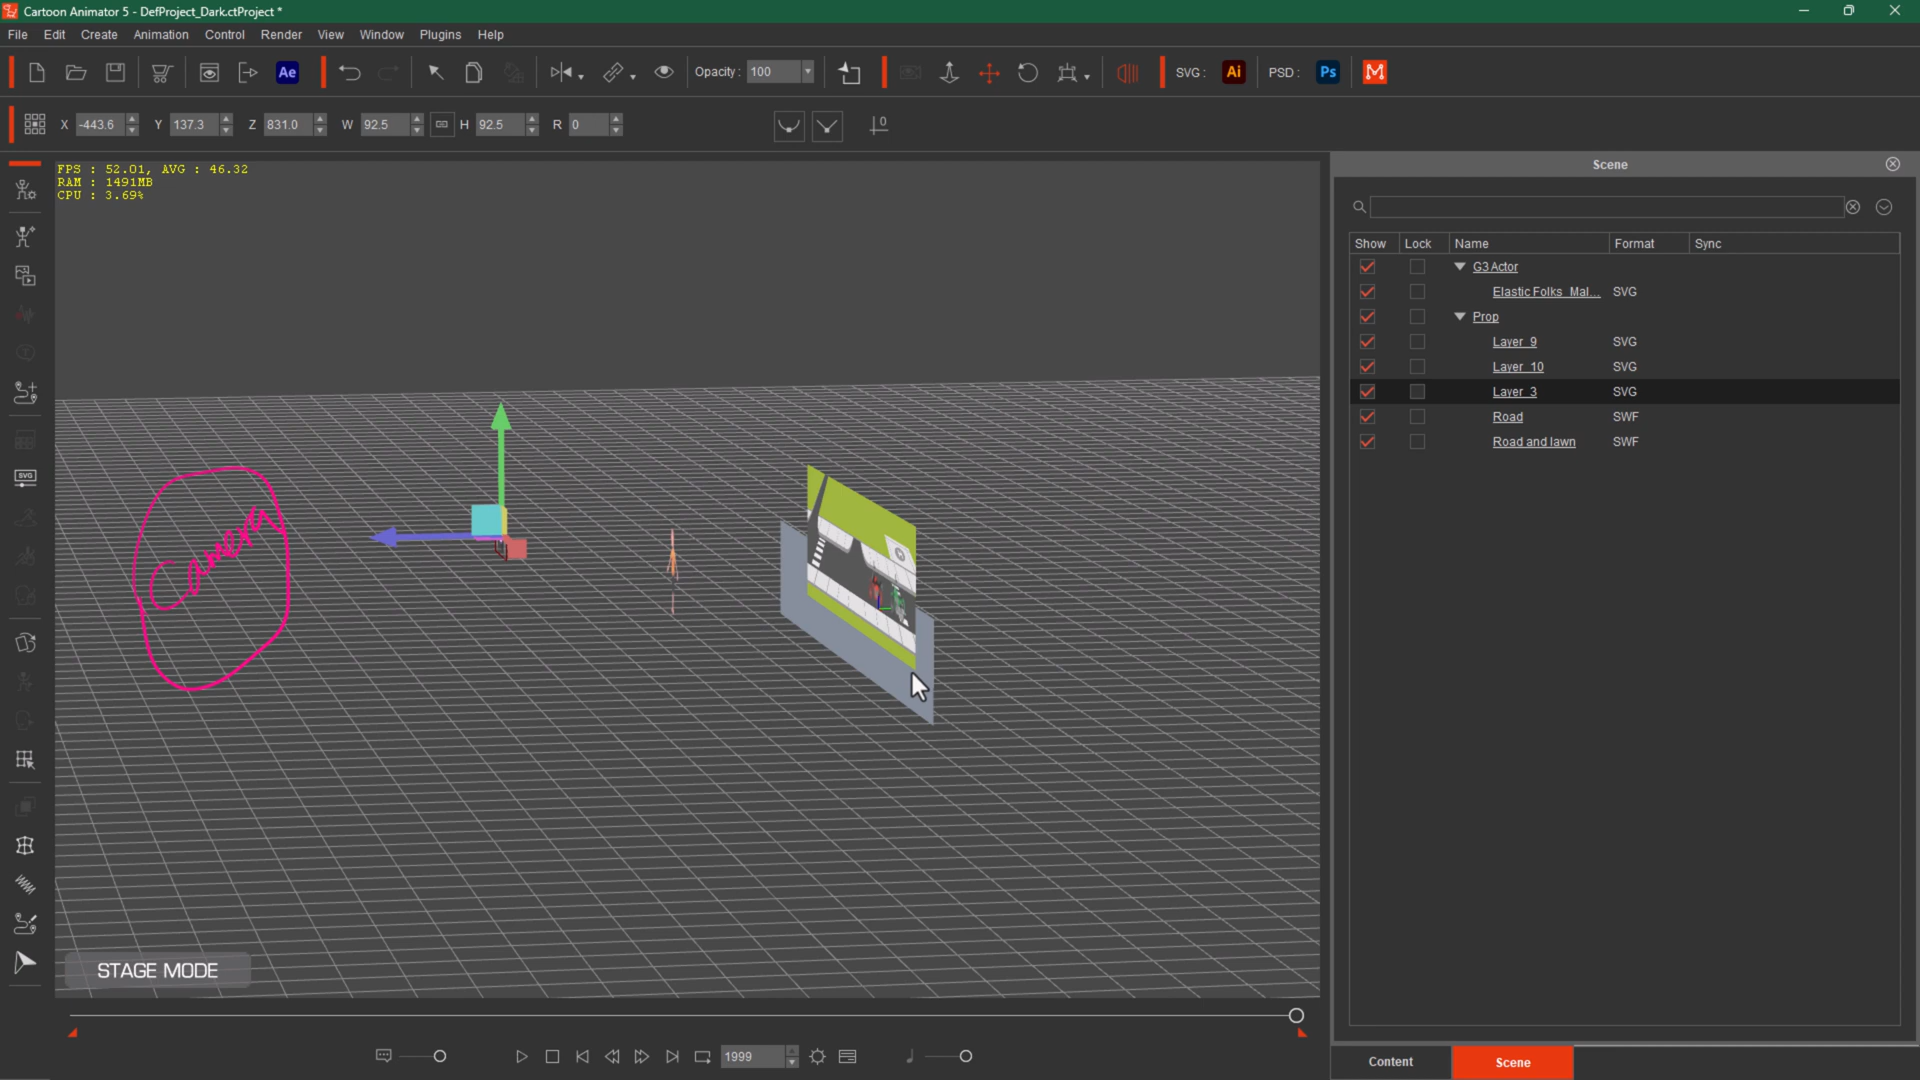 Cartoon Animator 5 - DefProject_Dark.ctProject *
File Edit Create Animation Control Render View Window Plugins Help
Ae Opacity : 100 SVG : Ai PSD : Ps
X -443.6 Y 137.3 Z 831.0 W 92.5 H 92.5 R 0 0
FPS : 52.01, AVG : 46.32
RAM : 1491MB
CPU : 3.69%
Scene
Show Lock Name Format Sync
G3 Actor
Elastic Folks_Mal... SVG
Prop
Layer_9 SVG
Layer_10 SVG
Layer_3 SVG
Road SWF
Road and lawn SWF
SVG
Camera
STAGE MODE
1999
Content Scene